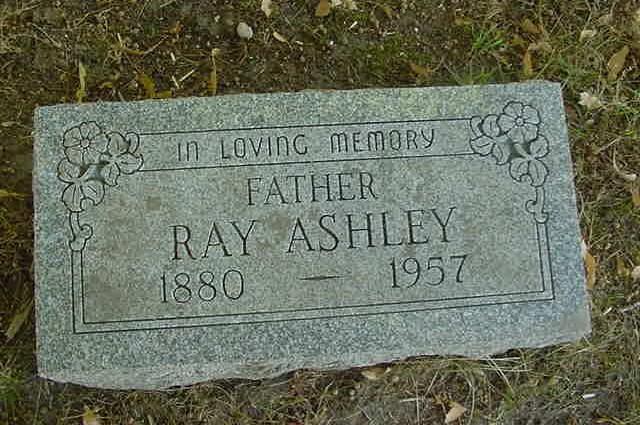 IN LOVING MEMORY
FATHER
RAY ASHLEY
1880 — 1957